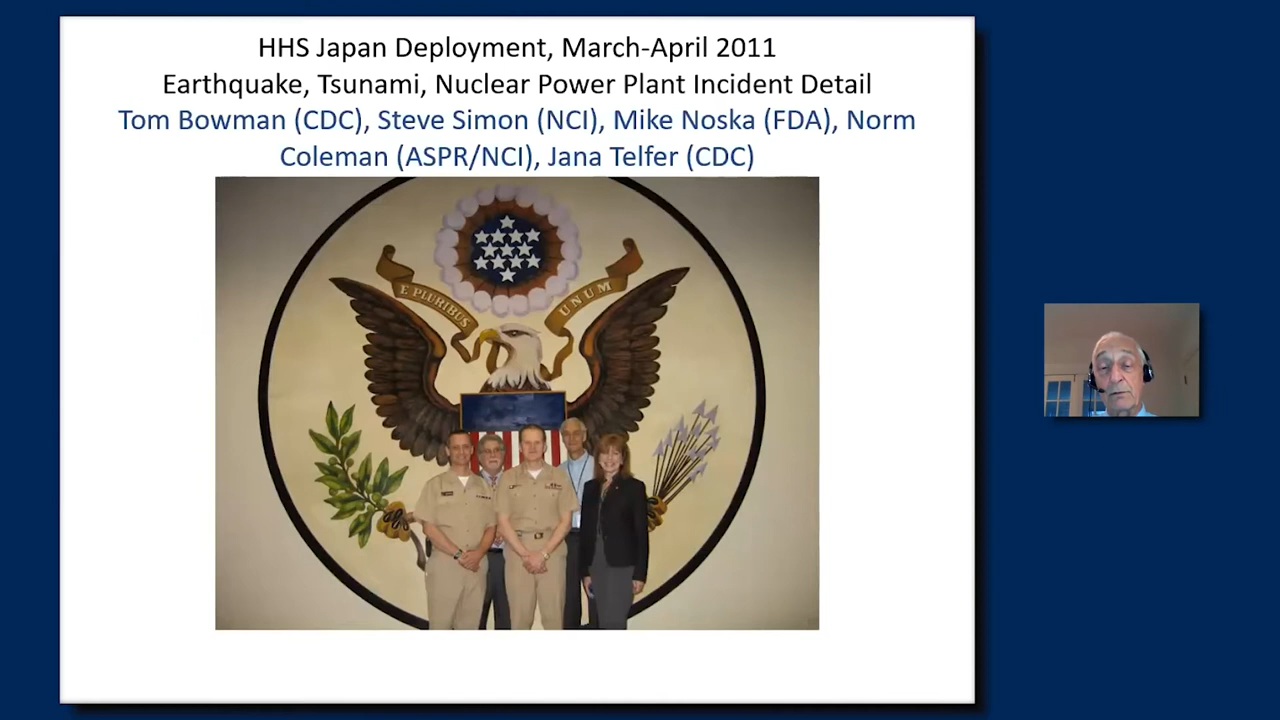 HHS Japan Deployment, March-April 2011
Earthquake, Tsunami, Nuclear Power Plant Incident Detail
Tom Bowman (CDC), Steve Simon (NCI), Mike Noska (FDA), Norm
Coleman (ASPR/NCI), Jana Telfer (CDC)
E PLURIBUS UNUM